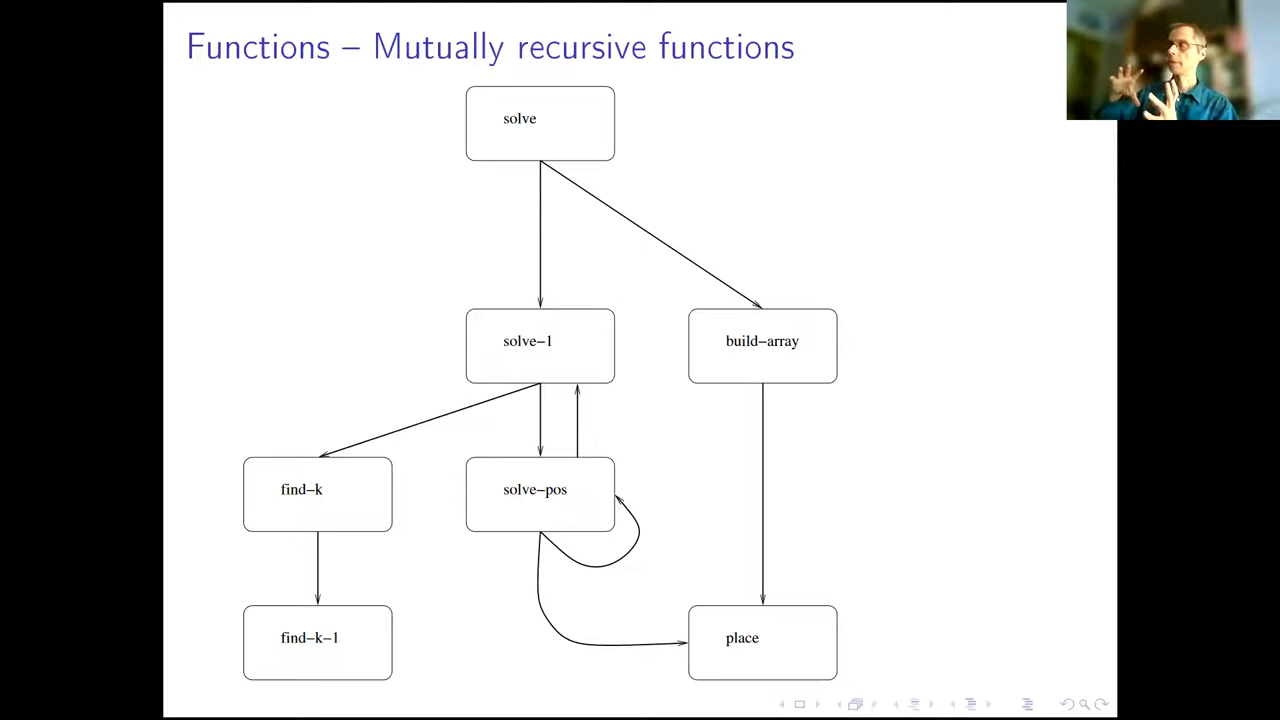 Functions – Mutually recursive functions
solve
solve–1
build–array
find–k
solve–pos
find–k–1
place